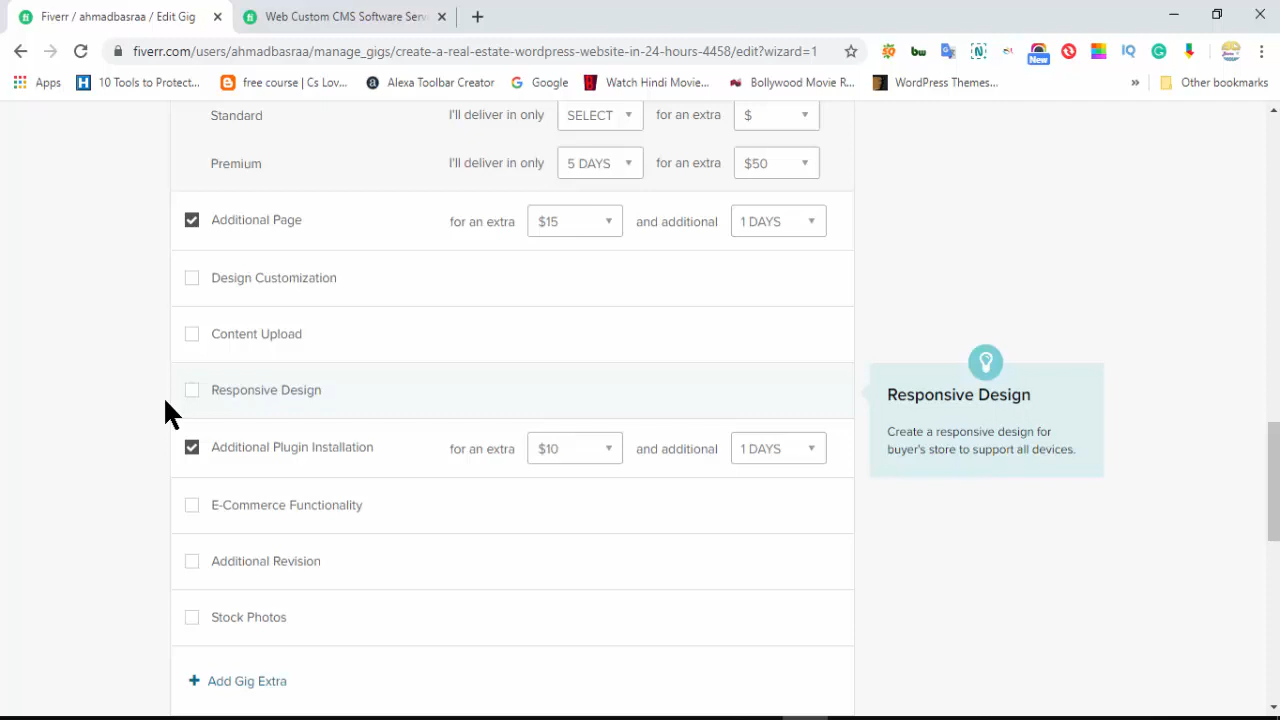 Fiverr / ahmadbasraa / Edit Gig
Web Custom CMS Software Serv
fiverr.com/users/ahmadbasraa/manage_gigs/create-a-real-estate-wordpress-website-in-24-hours-4458/edit?wizard=1
New
Apps
10 Tools to Protect...
free course | Cs Lov...
Alexa Toolbar Creator
Google
Watch Hindi Movie...
Bollywood Movie R...
WordPress Themes...
»
Other bookmarks
Standard I'll deliver in only SELECT for an extra $
Premium I'll deliver in only 5 DAYS for an extra $50
Additional Page for an extra $15 and additional 1 DAYS
Design Customization
Content Upload
Responsive Design
Responsive Design
Create a responsive design for
buyer's store to support all devices.
Additional Plugin Installation for an extra $10 and additional 1 DAYS
E-Commerce Functionality
Additional Revision
Stock Photos
+ Add Gig Extra